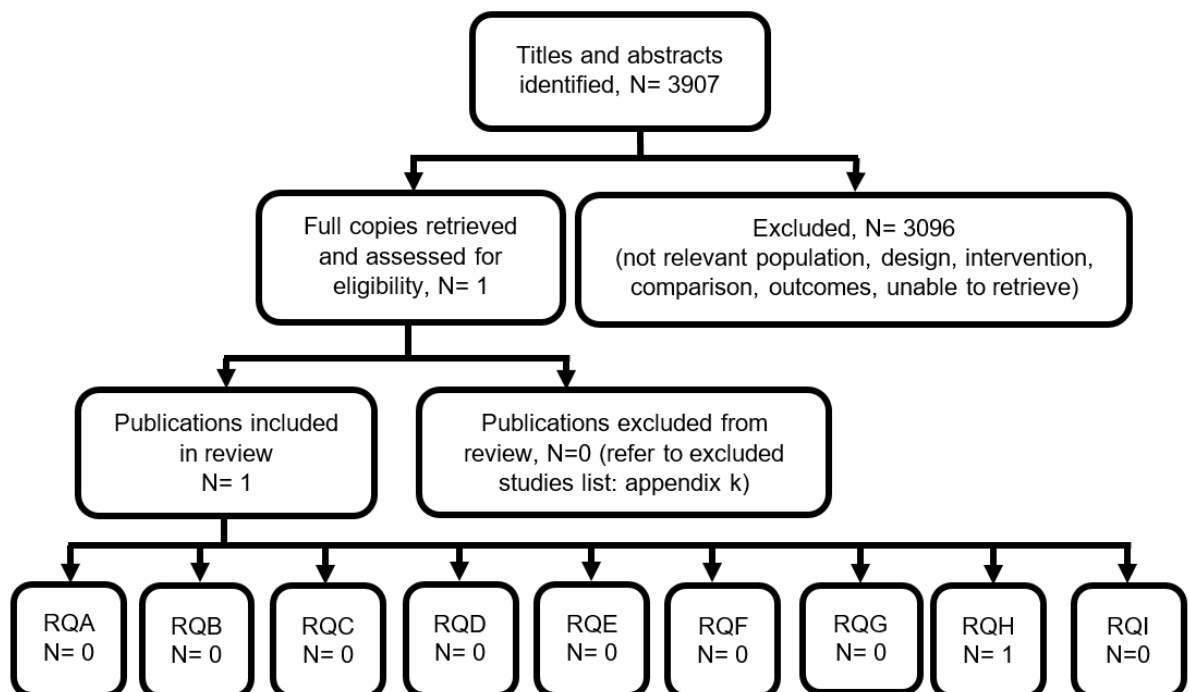 Titles and abstracts
identified, N= 3907
Full copies retrieved
and assessed for
eligibility, N= 1
Excluded, N= 3096
(not relevant population, design, intervention,
comparison, outcomes, unable to retrieve)
Publications included
in review
N= 1
Publications excluded from
review, N=0 (refer to excluded
studies list: appendix k)
RQA
N= 0
RQB
N= 0
RQC
N= 0
RQD
N= 0
RQE
N= 0
RQF
N= 0
RQG
N= 0
RQH
N= 1
RQI
N=0